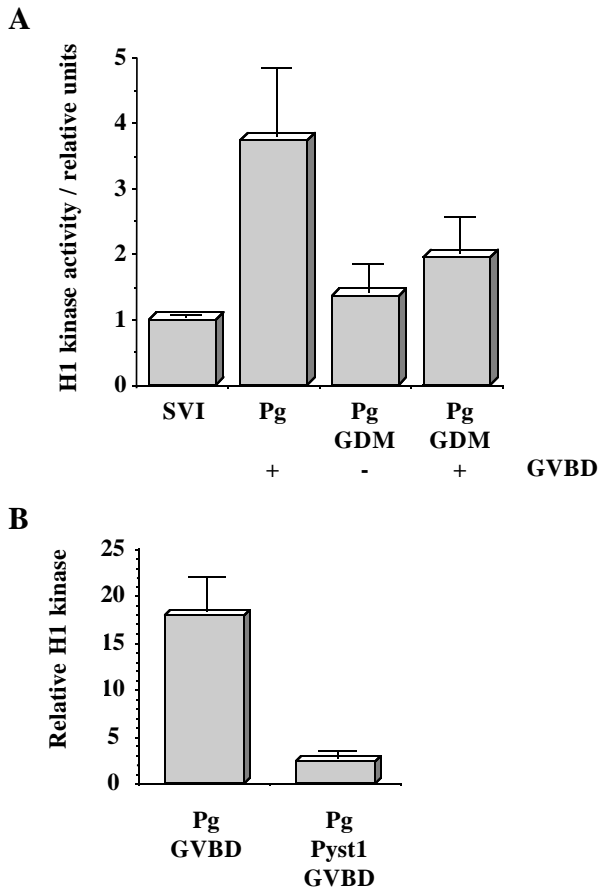 A
H1 kinase activity / relative units
5
4
3
2
1
0
SVI Pg Pg Pg
GDM GDM
+ - + GVBD
B
Relative H1 kinase
25
20
15
10
5
0
Pg Pg
GVBD Pyst1
GVBD